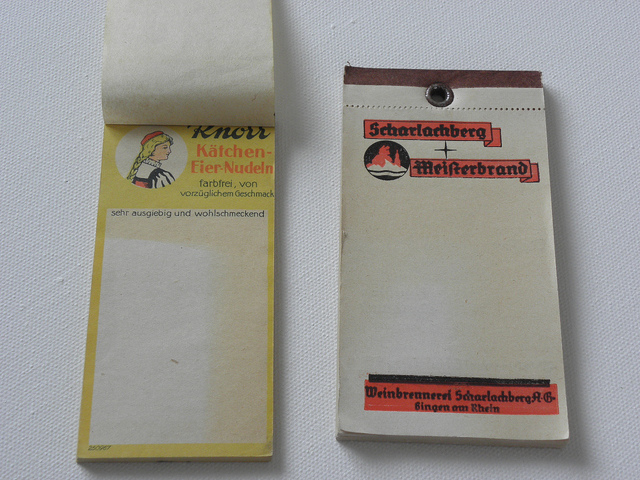 Knorr
Kätchen-
Eier-Nudeln
farbfrei, von
vorzüglichem Geschmack
sehr ausgiebig und wohlschmeckend
Scharlachberg
Meisterbrand
Weinbrennerei Scharlachberg A.G.
Bingen am Rhein